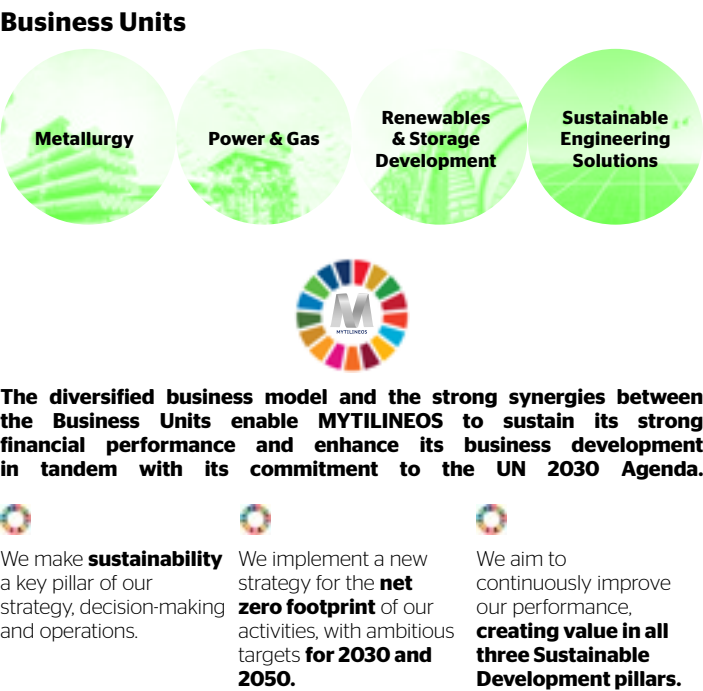 Business Units
Metallurgy
Power & Gas
Renewables
& Storage
Development
Sustainable
Engineering
Solutions
M
MYTILINEOS
The diversified business model and the strong synergies between
the Business Units enable MYTILINEOS to sustain its strong
financial performance and enhance its business development
in tandem with its commitment to the UN 2030 Agenda.
We make sustainability
a key pillar of our
strategy, decision-making
and operations.
We implement a new
strategy for the net
zero footprint of our
activities, with ambitious
targets for 2030 and
2050.
We aim to
continuously improve
our performance,
creating value in all
three Sustainable
Development pillars.